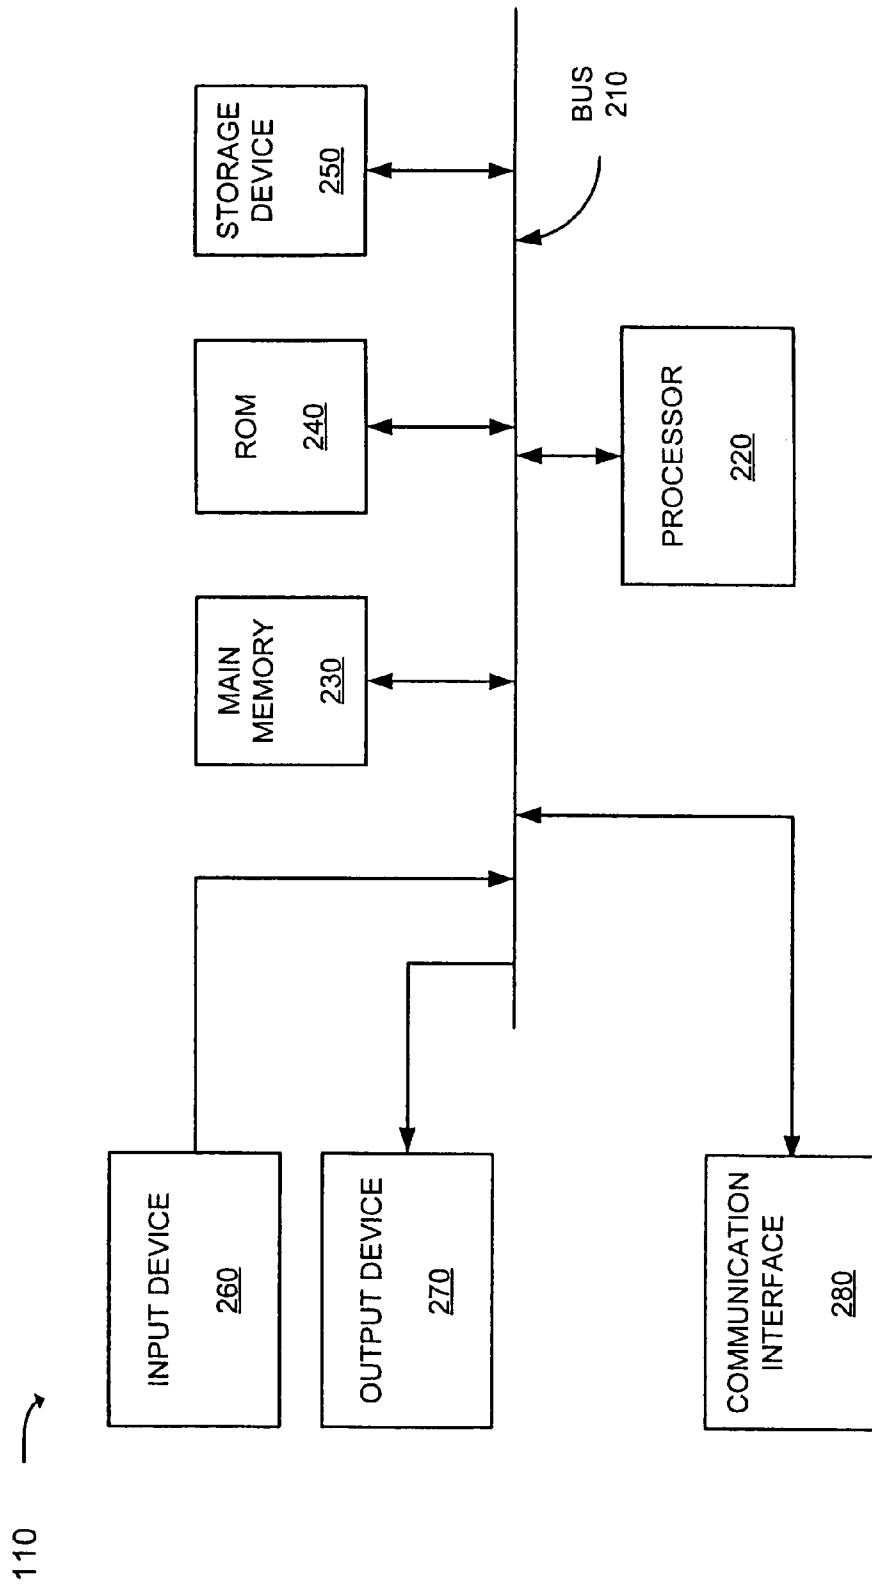 110
INPUT DEVICE
260
OUTPUT DEVICE
270
COMMUNICATION
INTERFACE
280
MAIN
MEMORY
230
ROM
240
STORAGE
DEVICE
250
PROCESSOR
220
BUS
210